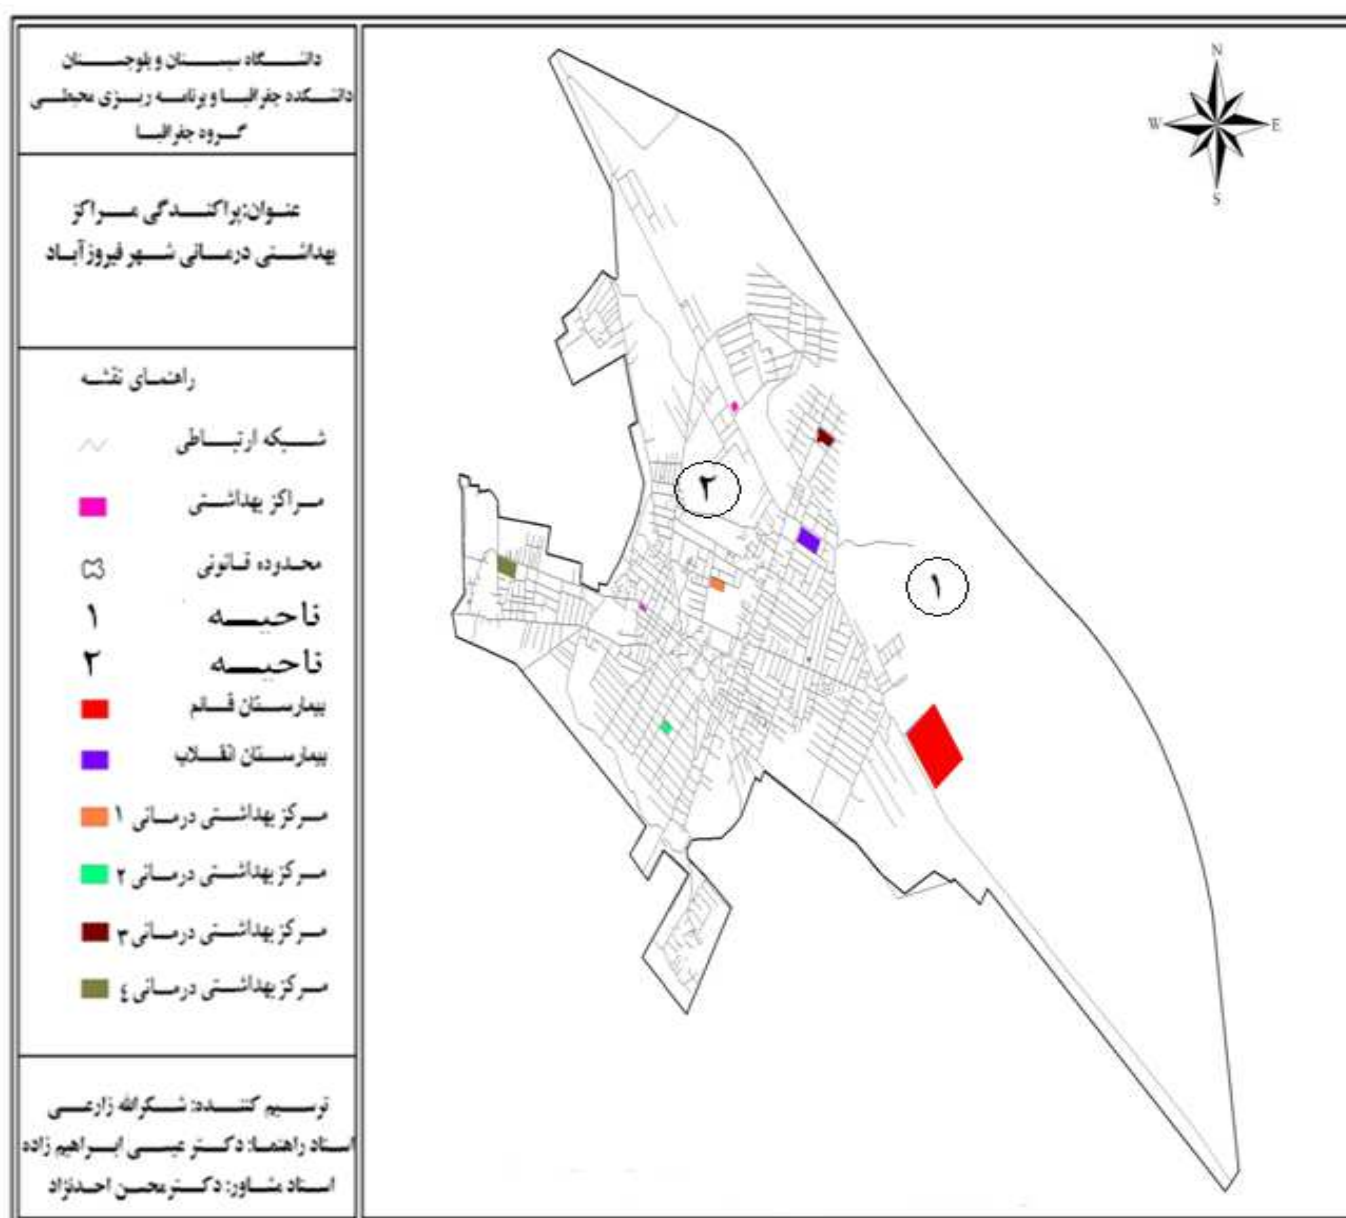 دانشگاه سیستان و بلوچستان
دانشکده جغرافیا و برنامه ریزی محیطی
گروه جغرافیا
عنوان:پراکندگی مراکز
بهداشتی درمانی شهر فیروزآباد
راهنمای نقشه
شبکه ارتباطی
مراکز بهداشتی
محدوده قانونی
ناحیه ۱
ناحیه ۲
بیمارستان قائم
بیمارستان انقلاب
مرکز بهداشتی درمانی ۱
مرکز بهداشتی درمانی ۲
مرکز بهداشتی درمانی ۳
مرکز بهداشتی درمانی ٤
ترسیم کننده: شکرالله زارعی
استاد راهنما: دکتر عیسی ابراهیم زاده
استاد مشاور: دکتر محسن احدنژاد
N
W E
S
۲
۱